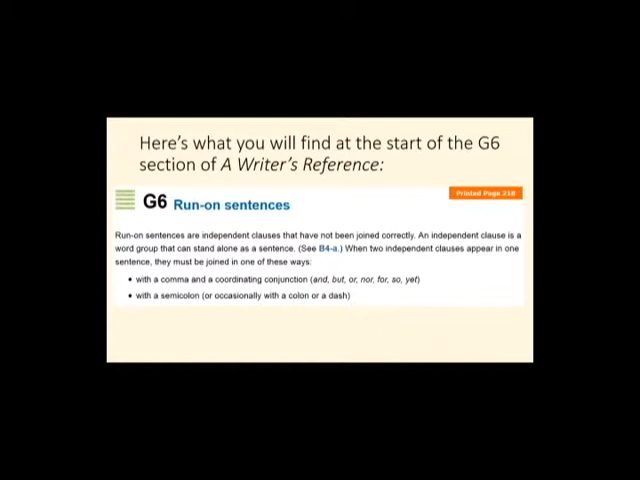 Here's what you will find at the start of the G6
section of A Writer's Reference:
Printed Page 218
G6 Run-on sentences
Run-on sentences are independent clauses that have not been joined correctly. An independent clause is a
word group that can stand alone as a sentence. (See B4-a.) When two independent clauses appear in one
sentence, they must be joined in one of these ways:
• with a comma and a coordinating conjunction (and, but, or, nor, for, so, yet)
• with a semicolon (or occasionally with a colon or a dash)